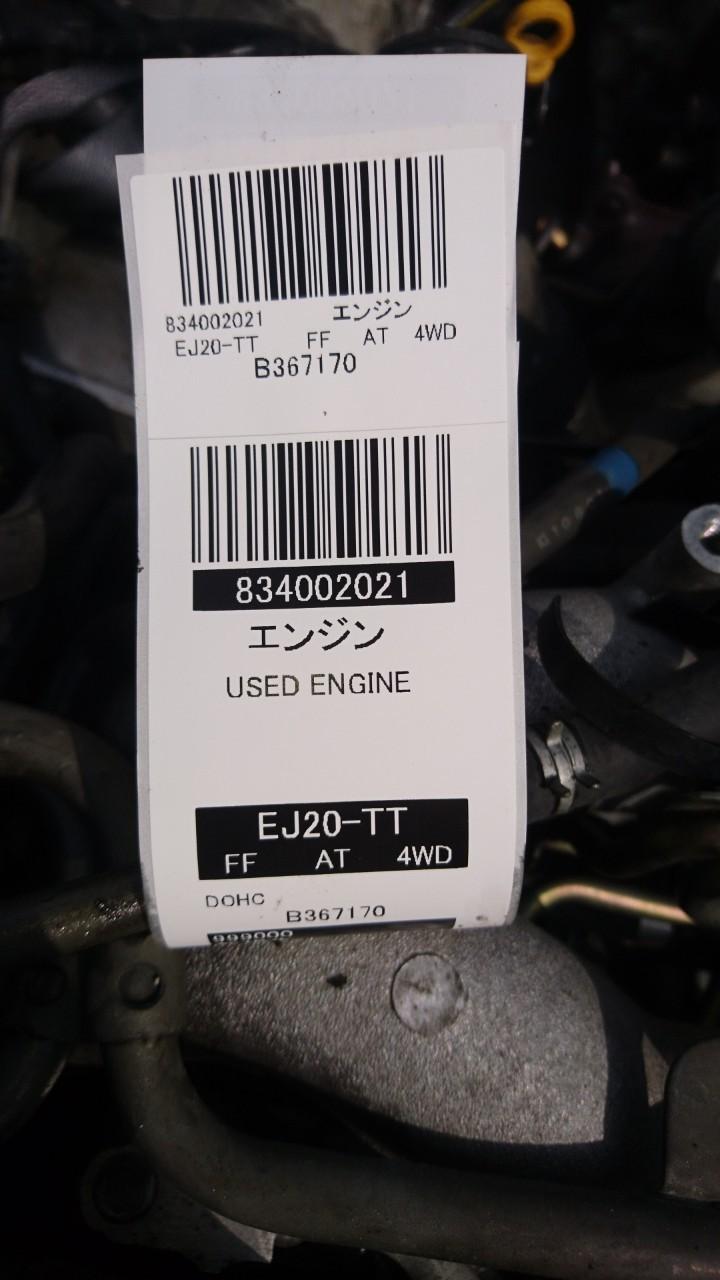 834002021 エンジン
EJ20-TT FF AT 4WD
B367170
834002021
エンジン
USED ENGINE
EJ20-TT
FF AT 4WD
DOHC
B367170
999000